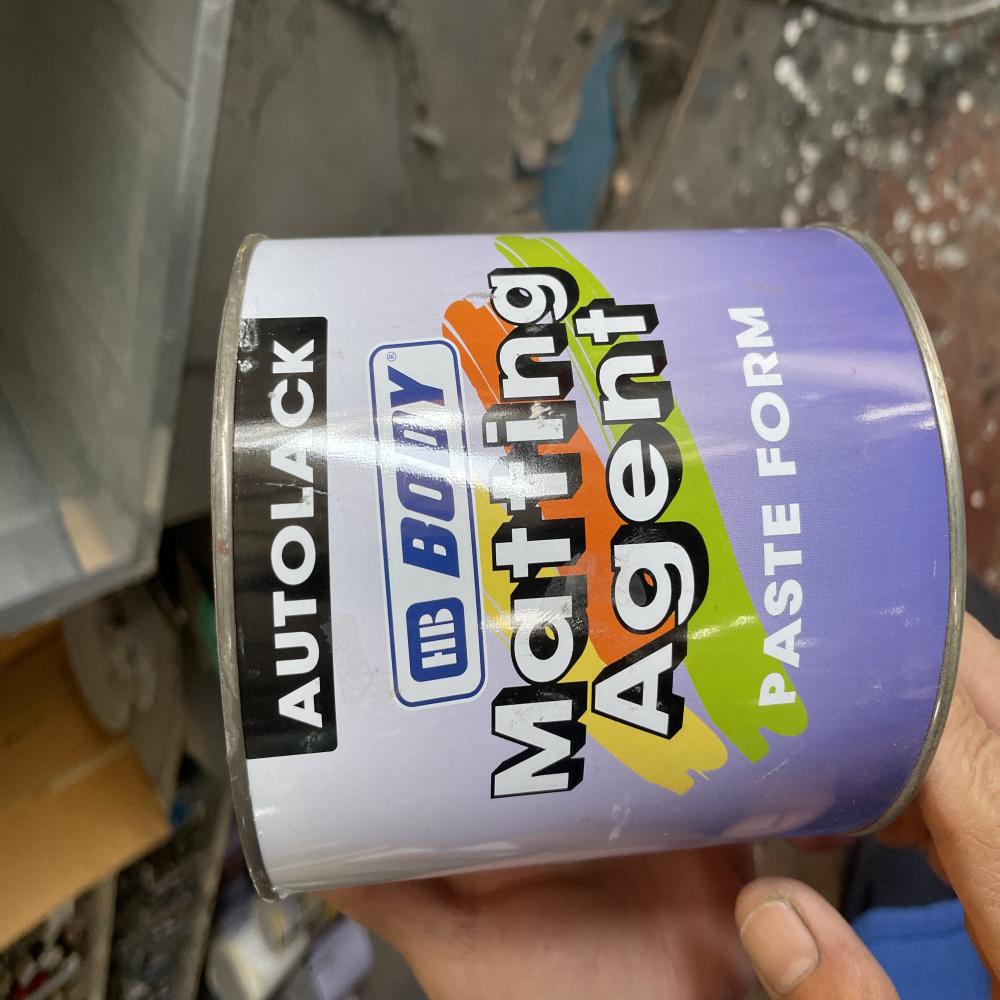 AUTOLACK
HB BODY®
Matting
Agent
PASTE FORM